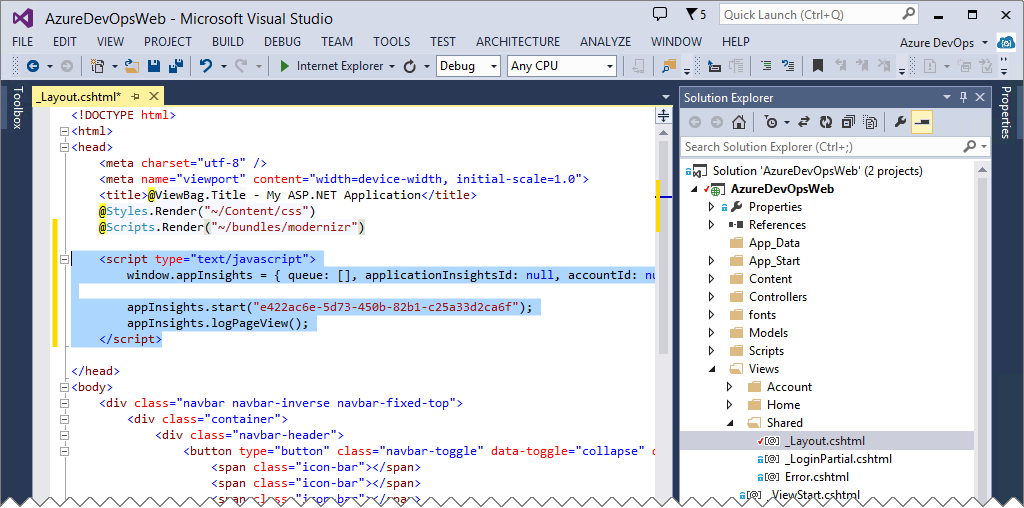 AzureDevOpsWeb - Microsoft Visual Studio
5
Quick Launch (Ctrl+Q)
FILE EDIT VIEW PROJECT BUILD DEBUG TEAM TOOLS TEST ARCHITECTURE ANALYZE WINDOW HELP
Azure DevOps
Internet Explorer
Debug
Any CPU
Toolbox
_Layout.cshtml*
<!DOCTYPE html>
<html>
<head>
<meta charset="utf-8" />
<meta name="viewport" content="width=device-width, initial-scale=1.0">
<title>@ViewBag.Title - My ASP.NET Application</title>
@Styles.Render("~/Content/css")
@Scripts.Render("~/bundles/modernizr")
<script type="text/javascript">
window.appInsights = { queue: [], applicationInsightsId: null, accountId: nu
appInsights.start("e422ac6e-5d73-450b-82b1-c25a33d2ca6f");
appInsights.logPageView();
</script>
</head>
<body>
<div class="navbar navbar-inverse navbar-fixed-top">
<div class="container">
<div class="navbar-header">
<button type="button" class="navbar-toggle" data-toggle="collapse"
<span class="icon-bar"></span>
<span class="icon-bar"></span>
<span class="icon-bar"></span>
Solution Explorer
Search Solution Explorer (Ctrl+;)
Solution 'AzureDevOpsWeb' (2 projects)
AzureDevOpsWeb
Properties
References
App_Data
App_Start
Content
Controllers
fonts
Models
Scripts
Views
Account
Home
Shared
_Layout.cshtml
_LoginPartial.cshtml
Error.cshtml
_ViewStart.cshtml
Properties